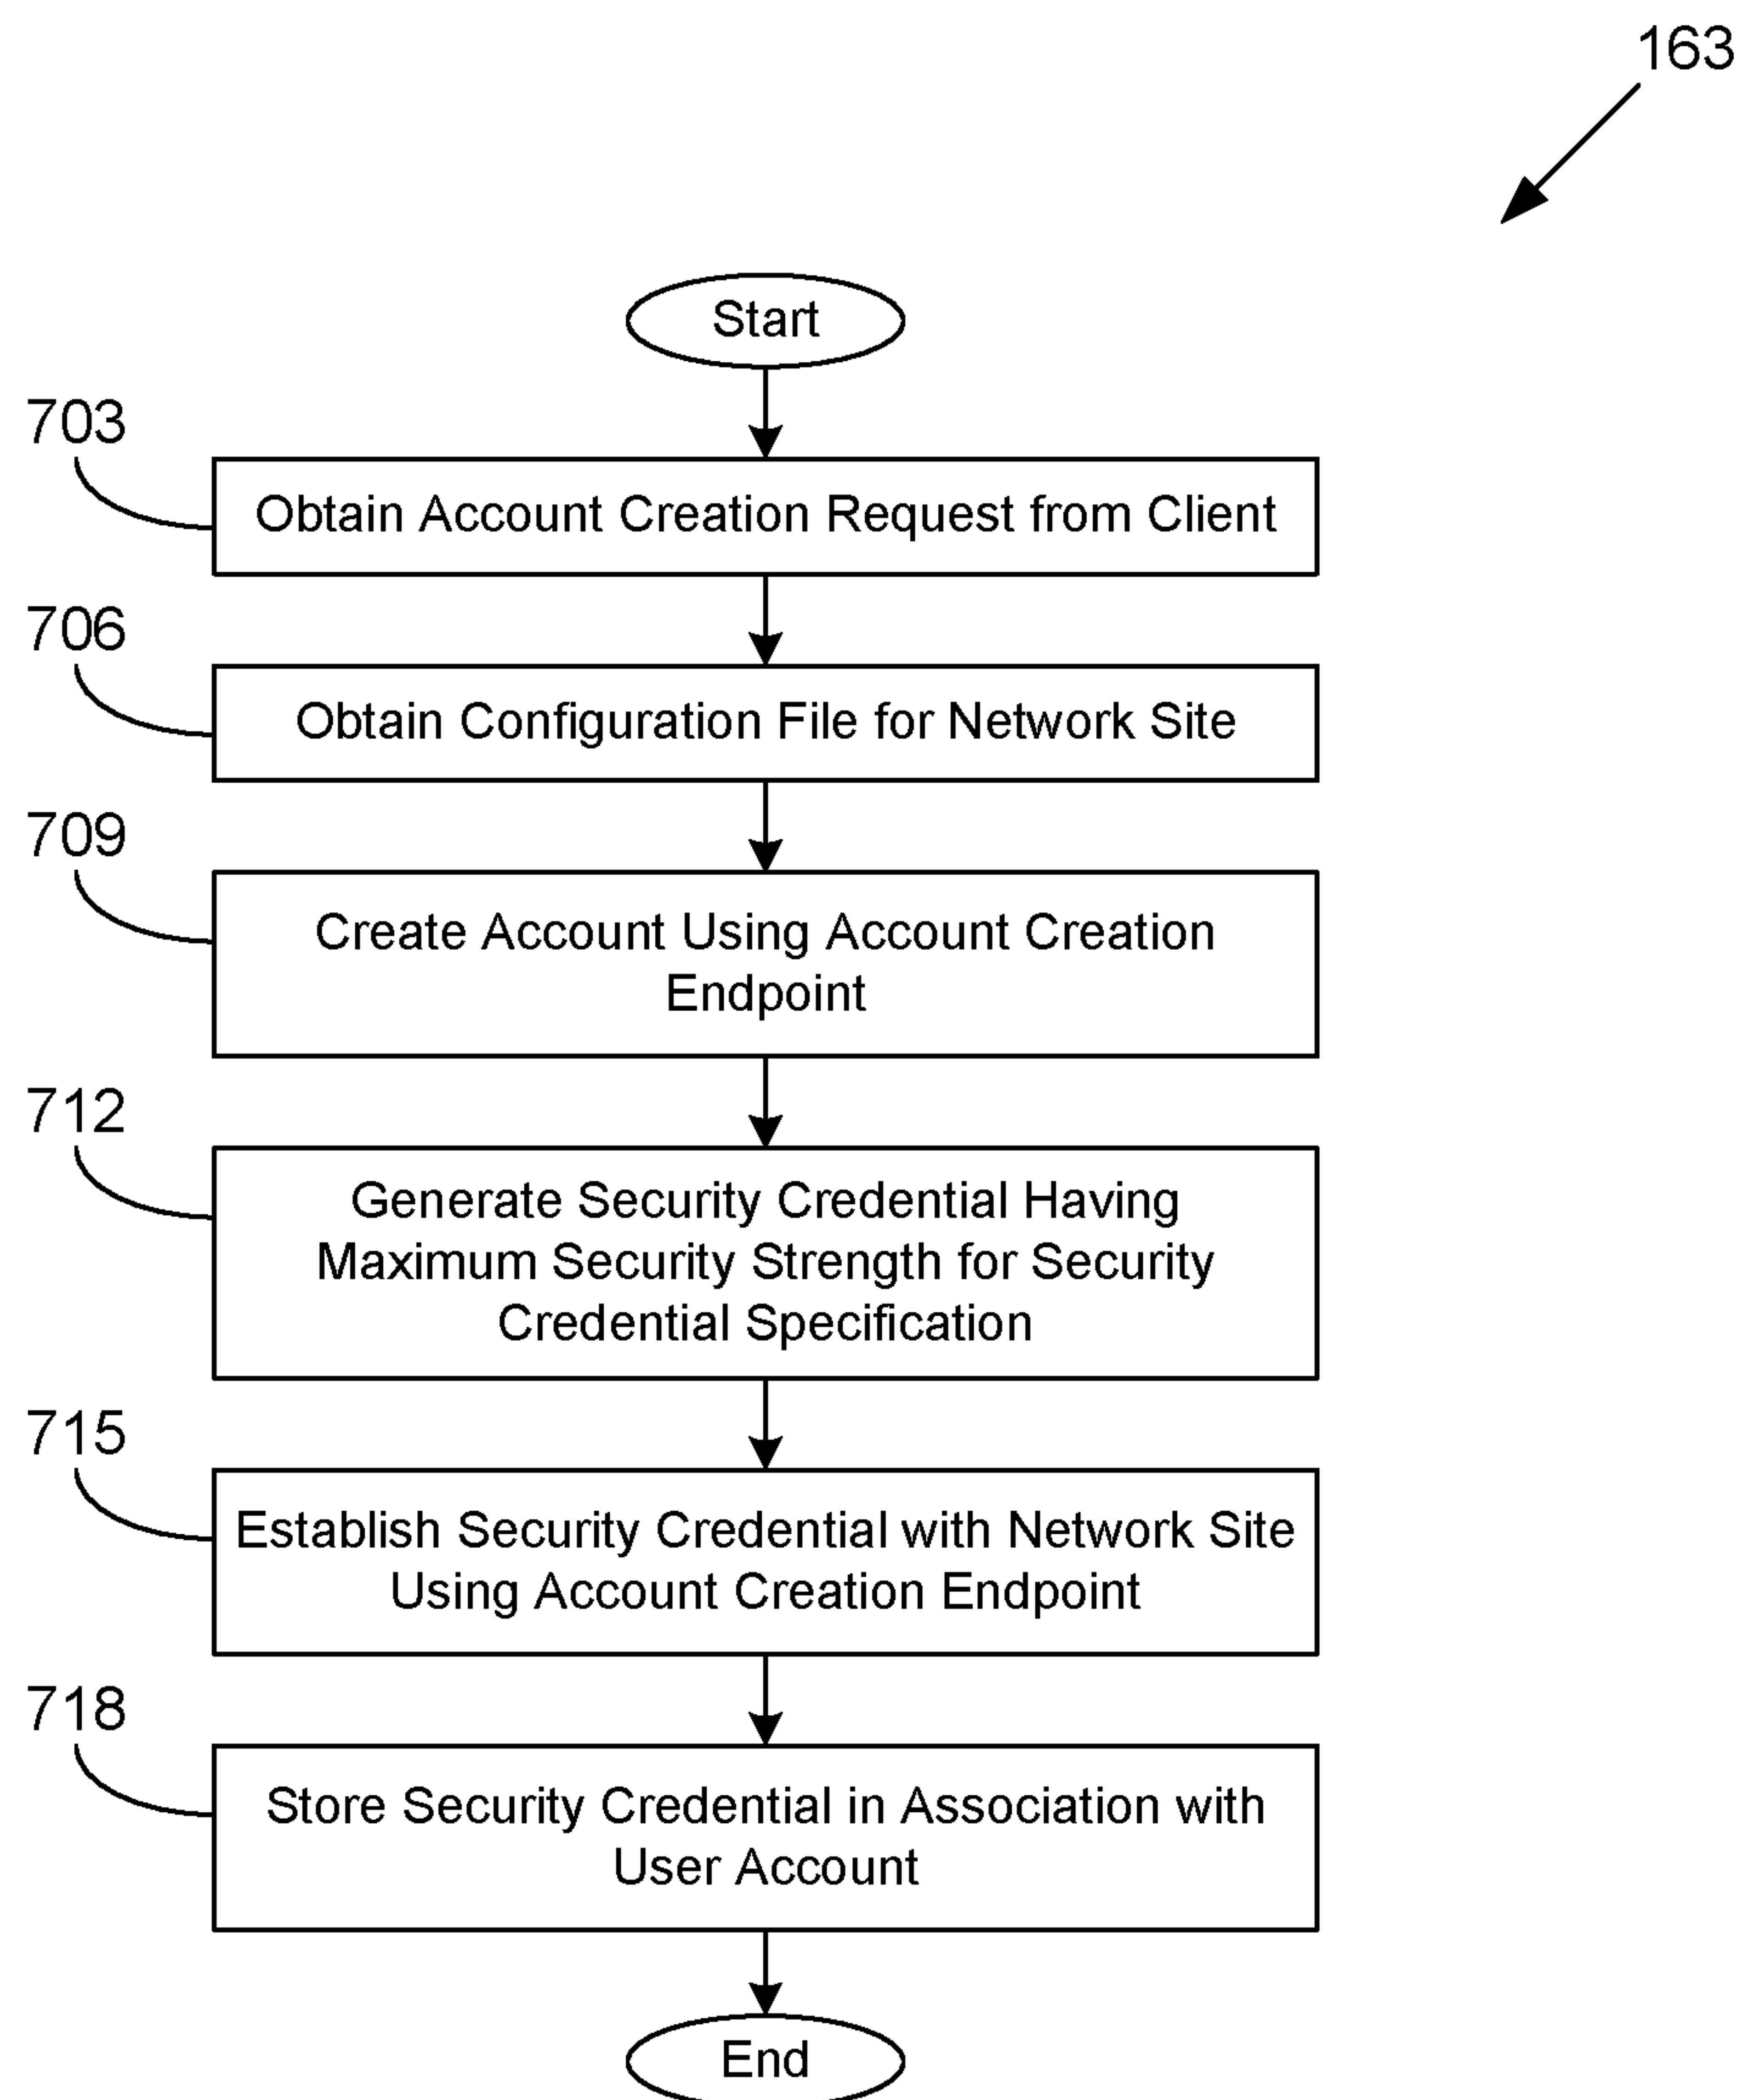 163
Start
703
Obtain Account Creation Request from Client
706
Obtain Configuration File for Network Site
709
Create Account Using Account Creation
Endpoint
712
Generate Security Credential Having
Maximum Security Strength for Security
Credential Specification
715
Establish Security Credential with Network Site
Using Account Creation Endpoint
718
Store Security Credential in Association with
User Account
End